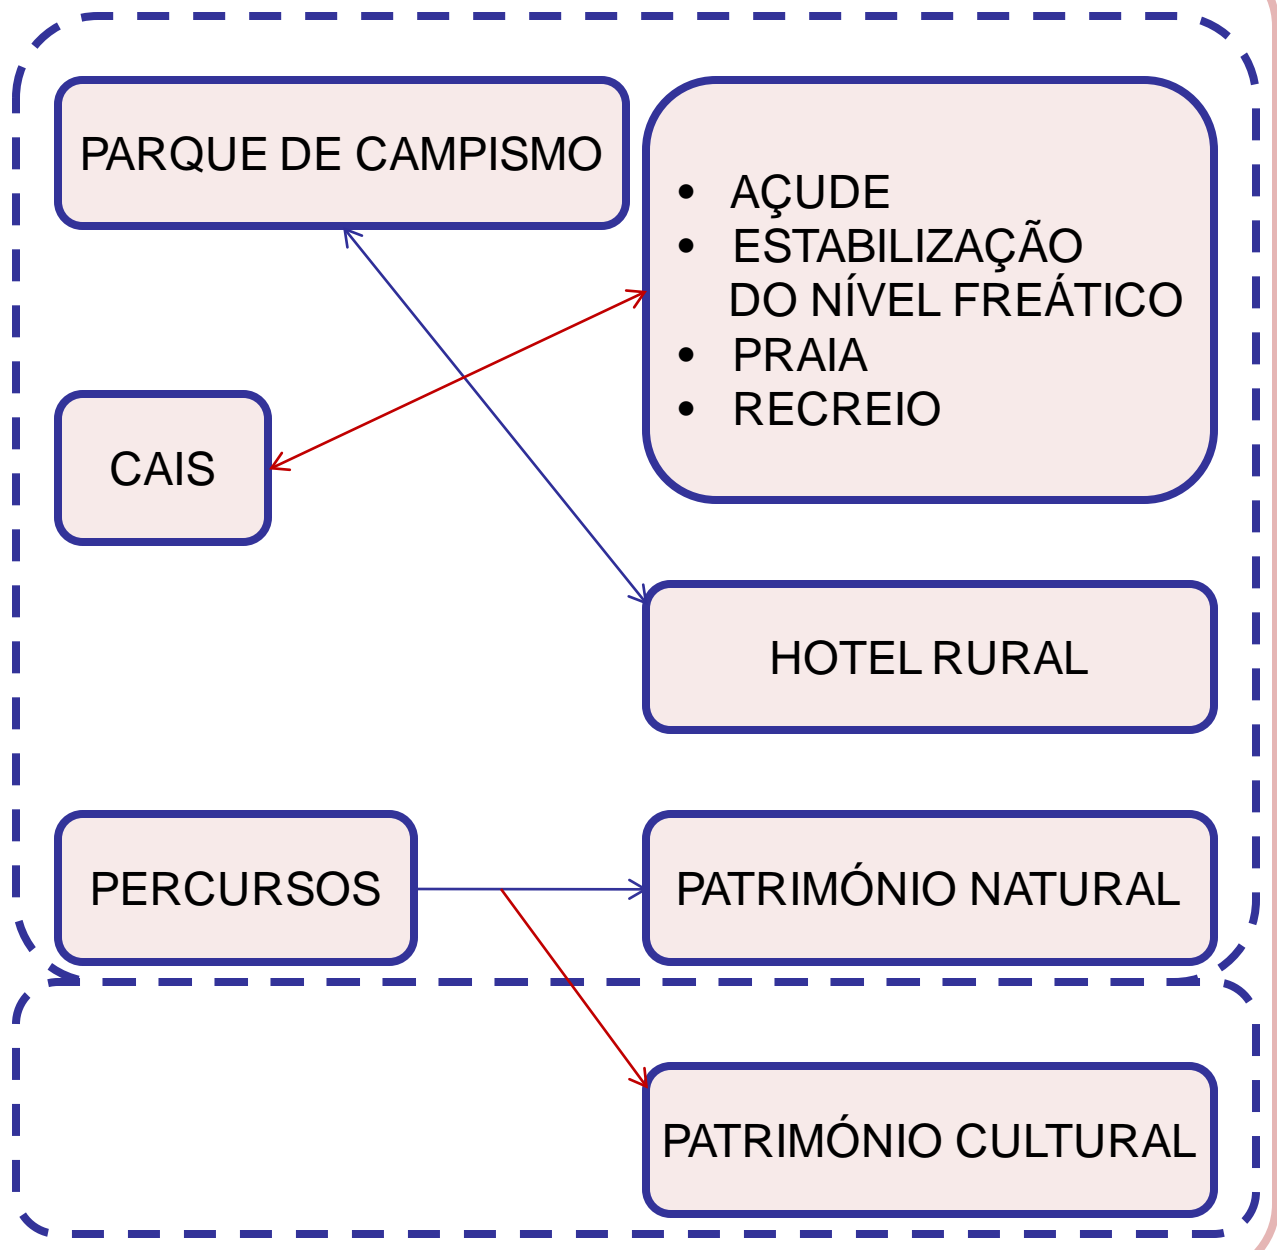 PARQUE DE CAMPISMO
• AÇUDE
• ESTABILIZAÇÃO
DO NÍVEL FREÁTICO
• PRAIA
• RECREIO
CAIS
HOTEL RURAL
PERCURSOS
PATRIMÓNIO NATURAL
PATRIMÓNIO CULTURAL